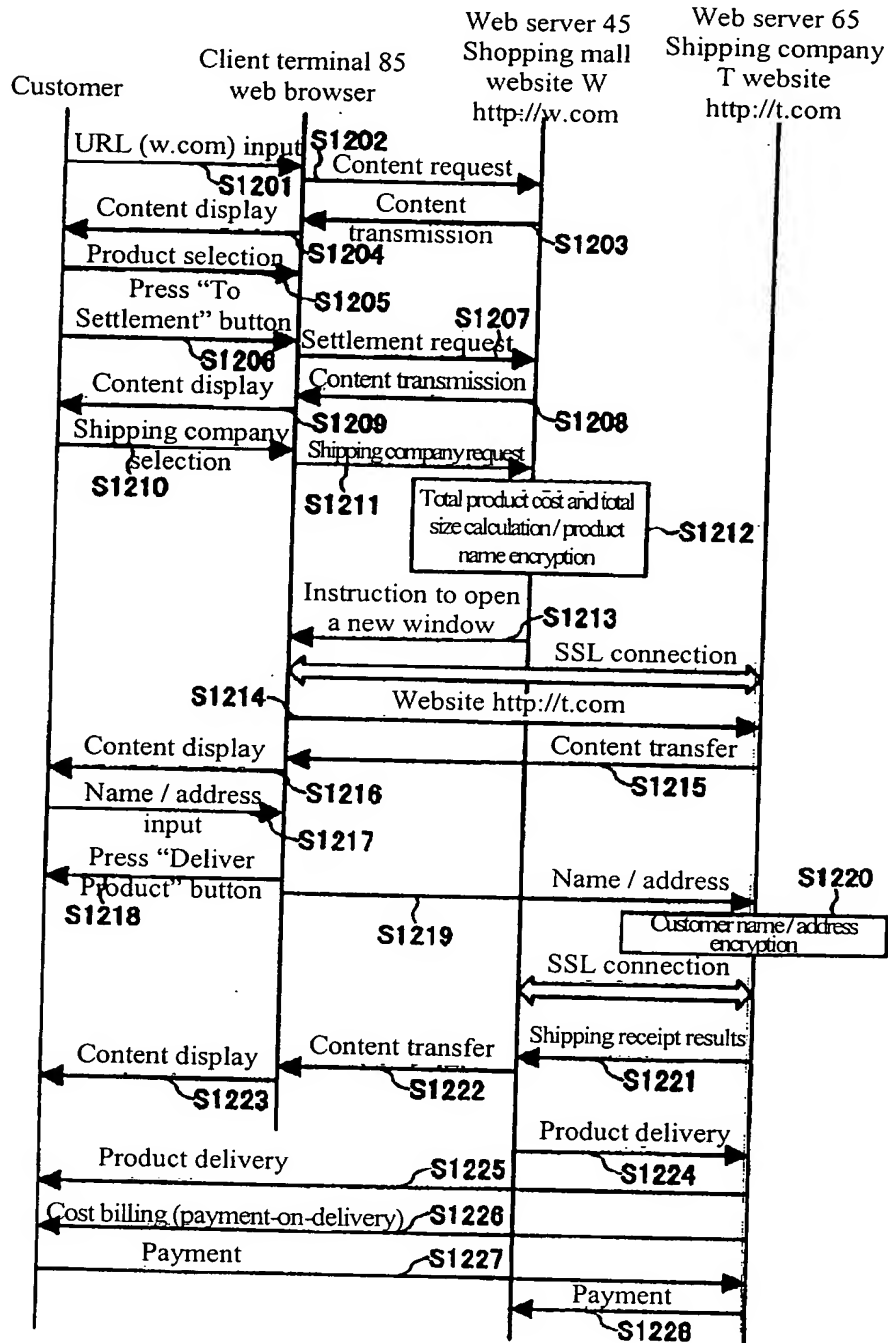 Web server 45
Shopping mall
website W
http://w.com
Web server 65
Shipping company
T website
http://t.com
Client terminal 85
web browser
Customer
URL (w.com) input
S1201
S1202
Content request
Content display
S1204
Content
transmission
S1203
Product selection
S1205
Press “To
Settlement” button
S1206
S1207
Settlement request
Content transmission
S1208
Content display
S1209
Shipping company
selection
S1210
Shipping company request
S1211
Total product cost and total
size calculation / product
name encryption
S1212
Instruction to open
a new window
S1213
SSL connection
S1214
Website http://t.com
Content transfer
S1215
Content display
S1216
Name / address
input
S1217
Press “Deliver
Product” button
S1218
Name / address
S1219
S1220
Customer name / address
encryption
SSL connection
Shipping receipt results
S1221
Content transfer
S1222
Content display
S1223
Product delivery
S1224
Product delivery
S1225
Cost billing (payment-on-delivery)
S1226
Payment
S1227
Payment
S1228